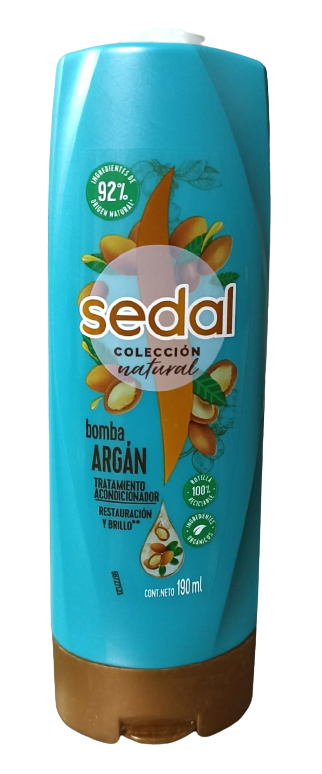 INGREDIENTES DE
92%
ORIGEN NATURAL*
sedal
COLECCIÓN
natural
bomba
ARGÁN
TRATAMIENTO
ACONDICIONADOR
RESTAURACIÓN
Y BRILLO**
BOTELLA
100%
RECICLABLE
INGREDIENTES
ORGÁNICOS
CONT.NETO 190 ml